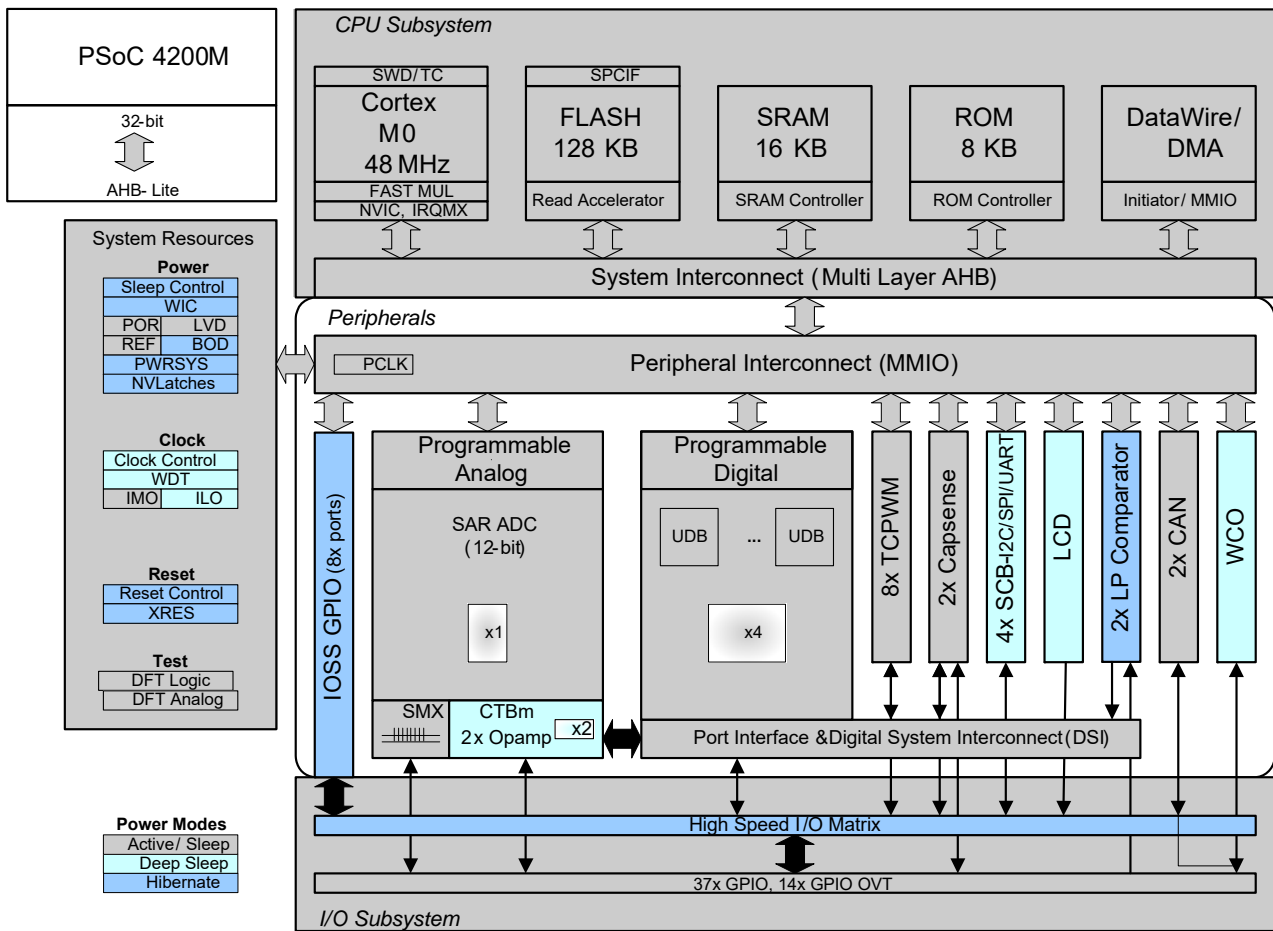 PSoC 4200M
32-bit
AHB- Lite
CPU Subsystem
SWD/TC
Cortex
M0
48 MHz
FAST MUL
NVIC, IRQMX
SPCIF
FLASH
128 KB
Read Accelerator
SRAM
16 KB
SRAM Controller
ROM
8 KB
ROM Controller
DataWire/
DMA
Initiator/ MMIO
System Interconnect (Multi Layer AHB)
System Resources
Power
Sleep Control
WIC
POR LVD
REF BOD
PWRSYS
NVLatches
Clock
Clock Control
WDT
IMO ILO
Reset
Reset Control
XRES
Test
DFT Logic
DFT Analog
Peripherals
PCLK
Peripheral Interconnect (MMIO)
IOSS GPIO (8x ports)
Programmable
Analog
SAR ADC
(12-bit)
x1
SMX
CTBm
2x Opamp
x2
Programmable
Digital
UDB ... UDB
x4
8x TCPWM
2x Capsense
4x SCB-I2C/SPI/UART
LCD
2x LP Comparator
2x CAN
WCO
Port Interface &Digital System Interconnect (DSI)
High Speed I/O Matrix
37x GPIO, 14x GPIO OVT
I/O Subsystem
Power Modes
Active/ Sleep
Deep Sleep
Hibernate